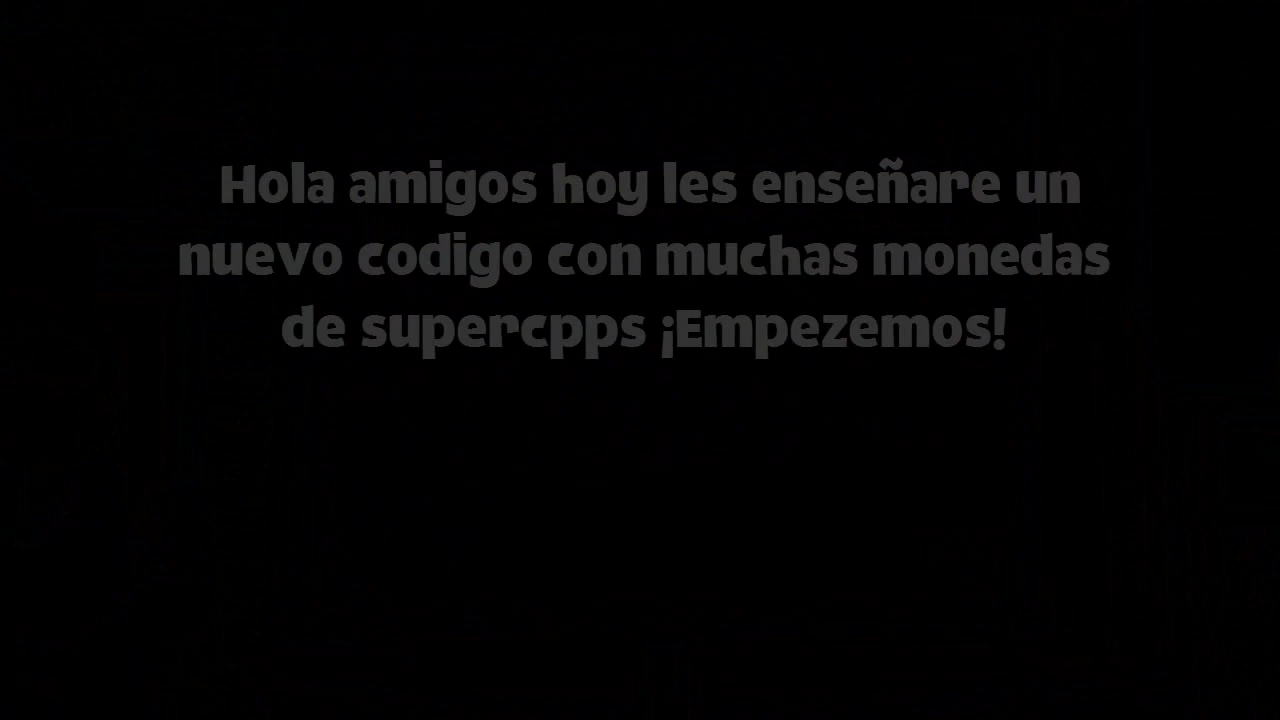 Hola amigos hoy les enseñare un
nuevo codigo con muchas monedas
de supercpps ¡Empezemos!